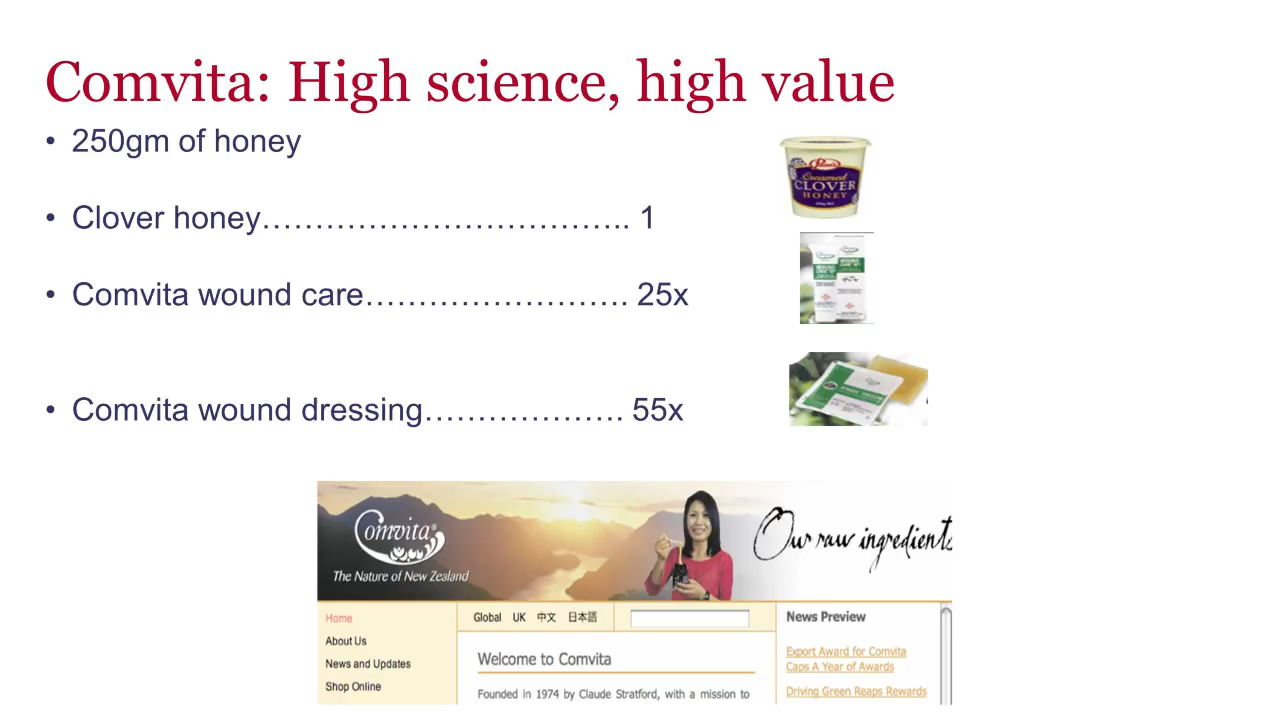 Comvita: High science, high value
• 250gm of honey
• Clover honey…………………………….. 1
• Comvita wound care……………………. 25x
• Comvita wound dressing………………. 55x
Creamed
CLOVER
HONEY
Comvita®
The Nature of New Zealand
Our raw ingredients
Home
About Us
News and Updates
Shop Online
Global UK 中文 日本語
Welcome to Comvita
Founded in 1974 by Claude Stratford, with a mission to
News Preview
Export Award for Comvita
Caps A Year of Awards
Driving Green Reaps Rewards